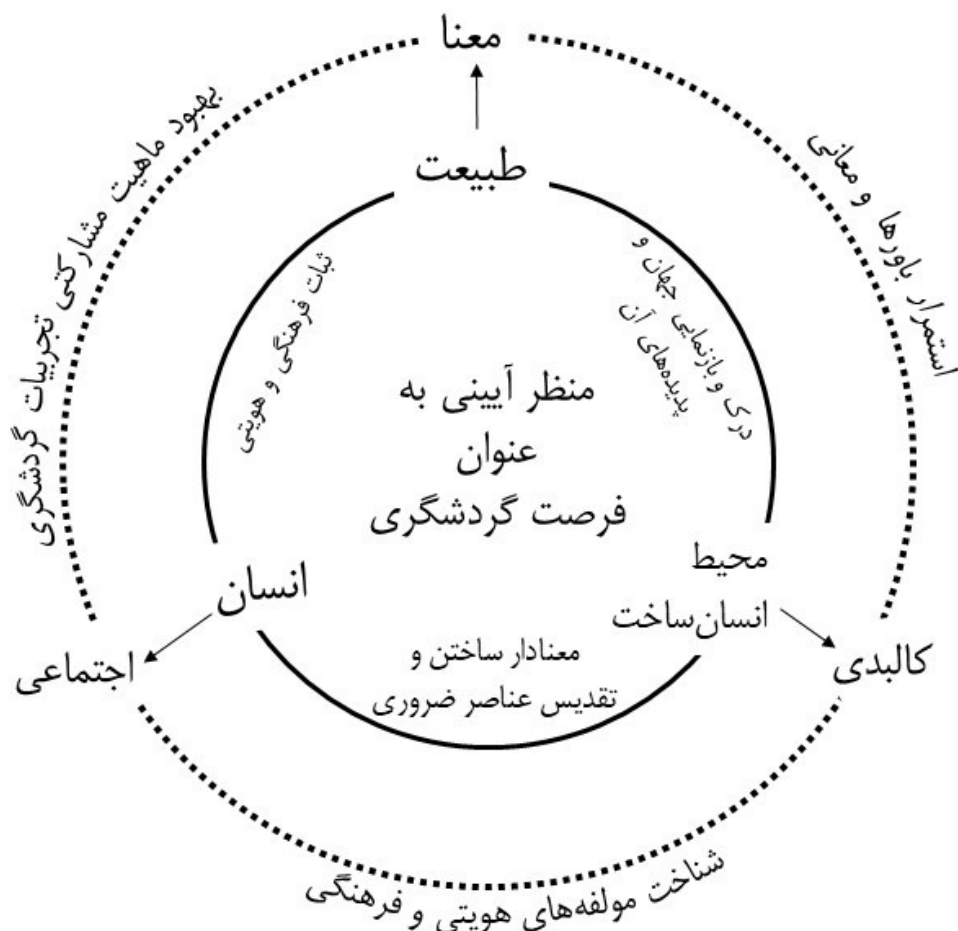 معنا
طبیعت
بهبود ماهیت مشارکتی تجربیات گردشگری
استمرار باورها و معانی
ثبات فرهنگی و هویتی
درک و بازنمایی جهان و
پدیده‌های آن
منظر آیینی به
عنوان
فرصت گردشگری
محیط
انسان‌ساخت
انسان
کالبدی
اجتماعی
معنادار ساختن و
تقدیس عناصر ضروری
شناخت مولفه‌های هویتی و فرهنگی